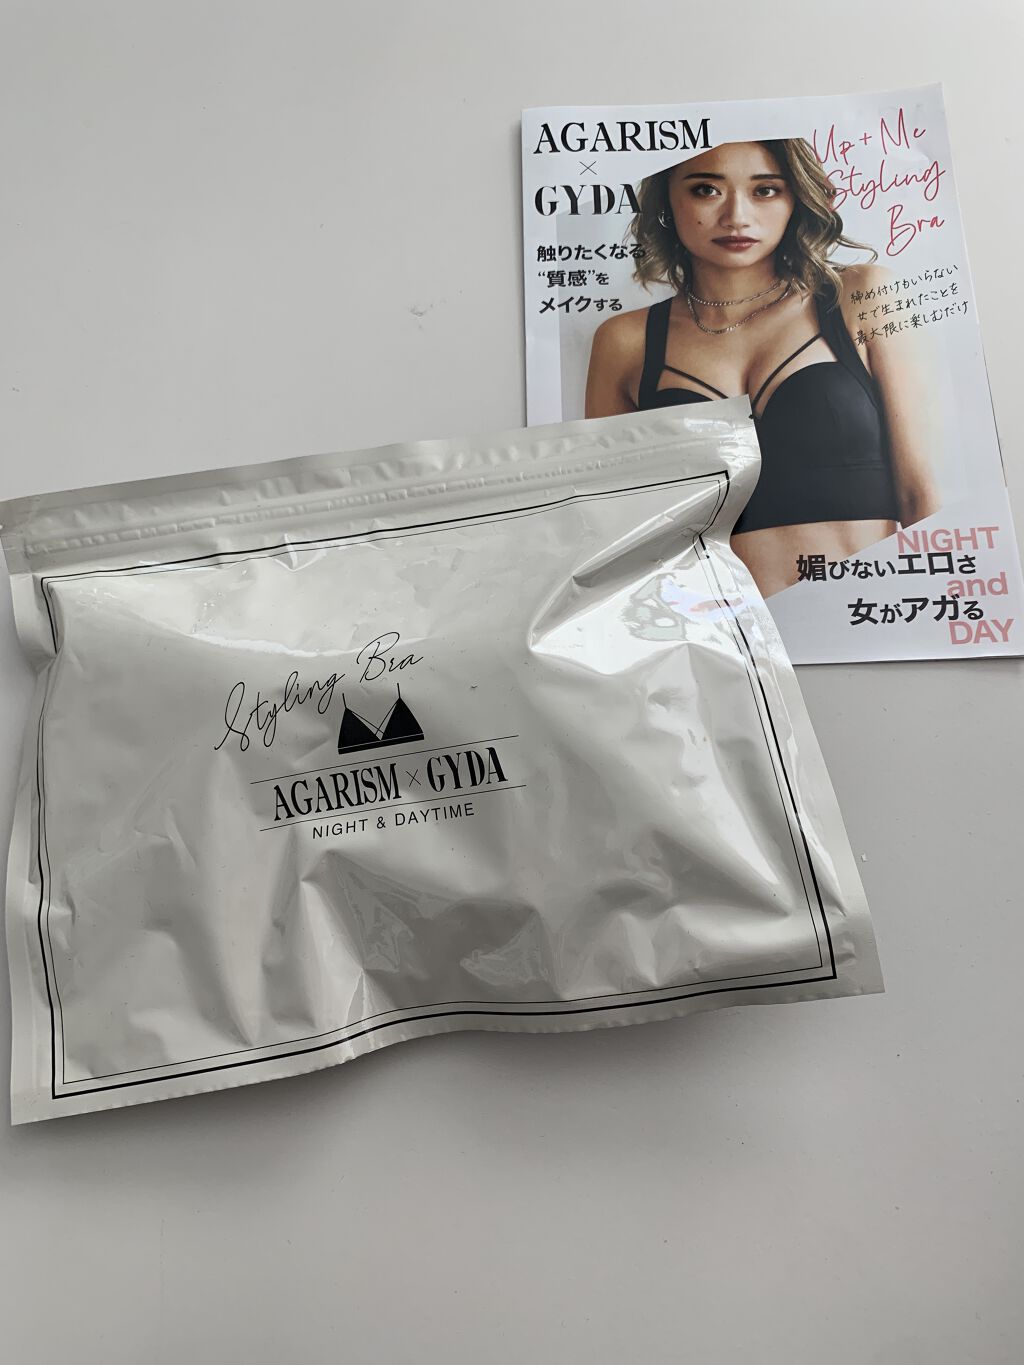 AGARISM
×
GYDA
触りたくなる
“質感”を
メイクする
Up + Me
Styling
Bra
締め付けもいらない
女で生まれたことを
最大限に楽しむだけ
NIGHT
媚びないエロさ
and
女がアガる
DAY
Styling Bra
AGARISM × GYDA
NIGHT & DAYTIME